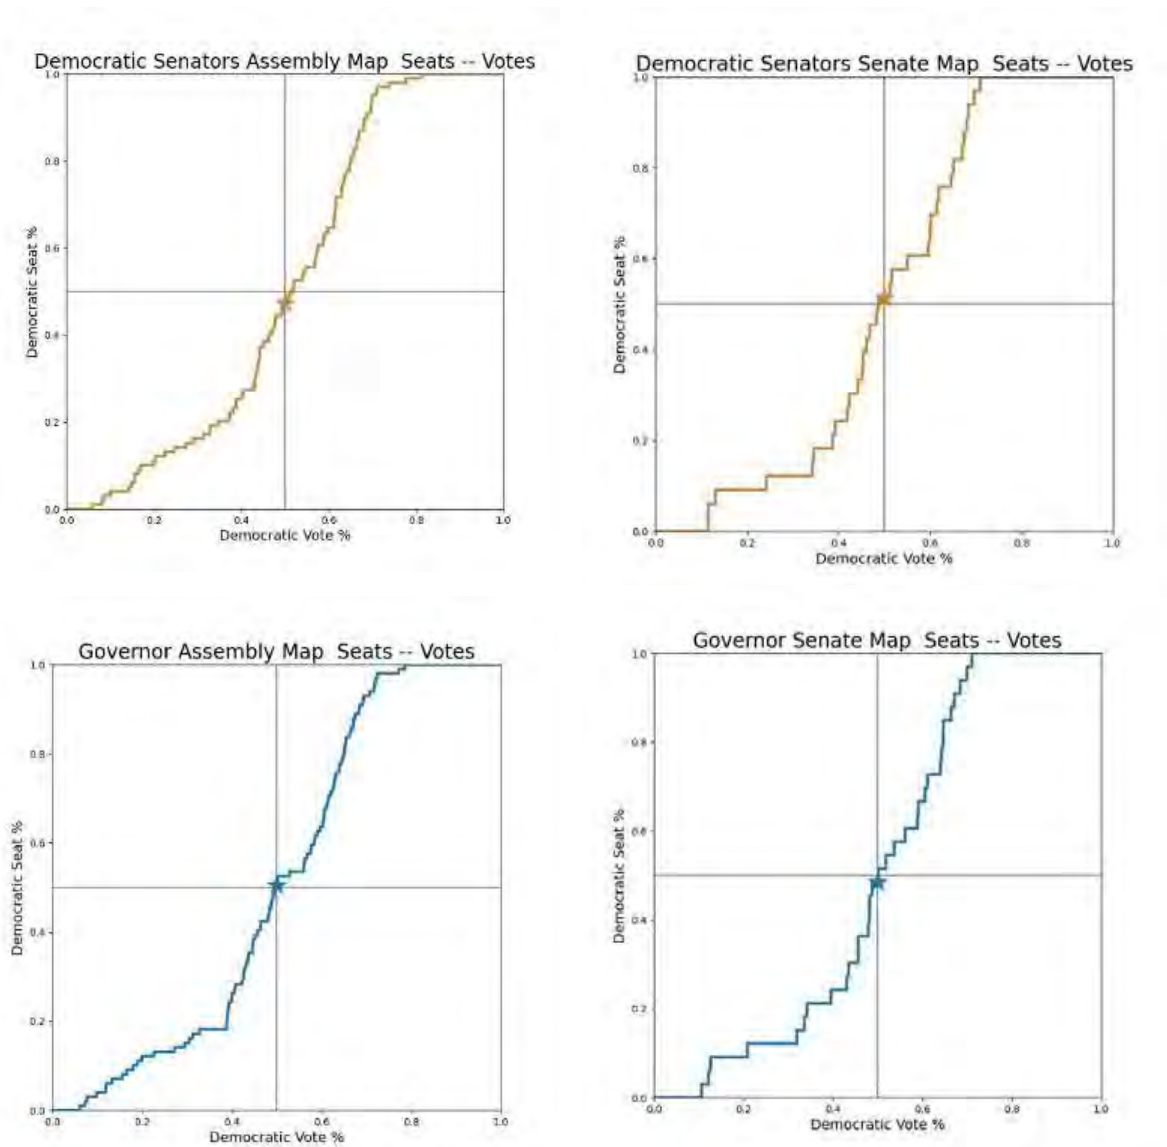 Democratic Senators Assembly Map Seats -- Votes
1.0
0.8
0.6
0.4
0.2
0.0
Democratic Seat %
0.0 0.2 0.4 0.6 0.8 1.0
Democratic Vote %
Democratic Senators Senate Map Seats -- Votes
1.0
0.8
0.6
0.4
0.2
0.0
Democratic Seat %
0.0 0.2 0.4 0.6 0.8 1.0
Democratic Vote %
Governor Assembly Map Seats -- Votes
1.0
0.8
0.6
0.4
0.2
0.0
Democratic Seat %
0.0 0.2 0.4 0.6 0.8 1.0
Democratic Vote %
Governor Senate Map Seats -- Votes
1.0
0.8
0.6
0.4
0.2
0.0
Democratic Seat %
0.0 0.2 0.4 0.6 0.8 1.0
Democratic Vote %